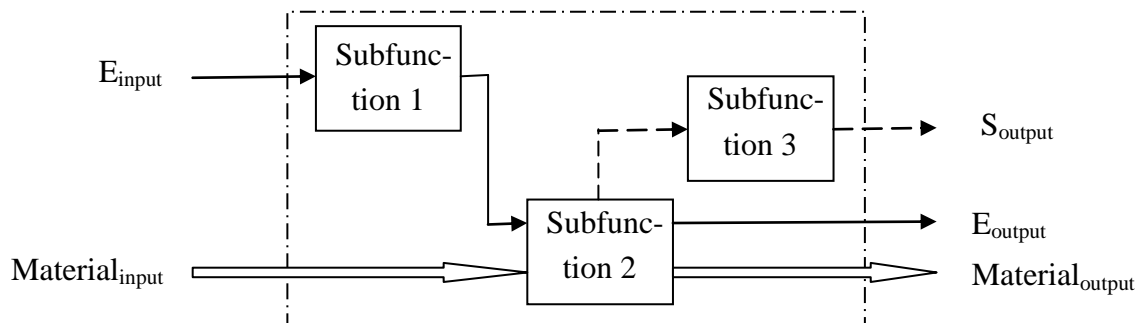 Subfunc-
tion 1
E_input
Subfunc-
tion 3
S_output
Subfunc-
tion 2
E_output
Material_input
Material_output